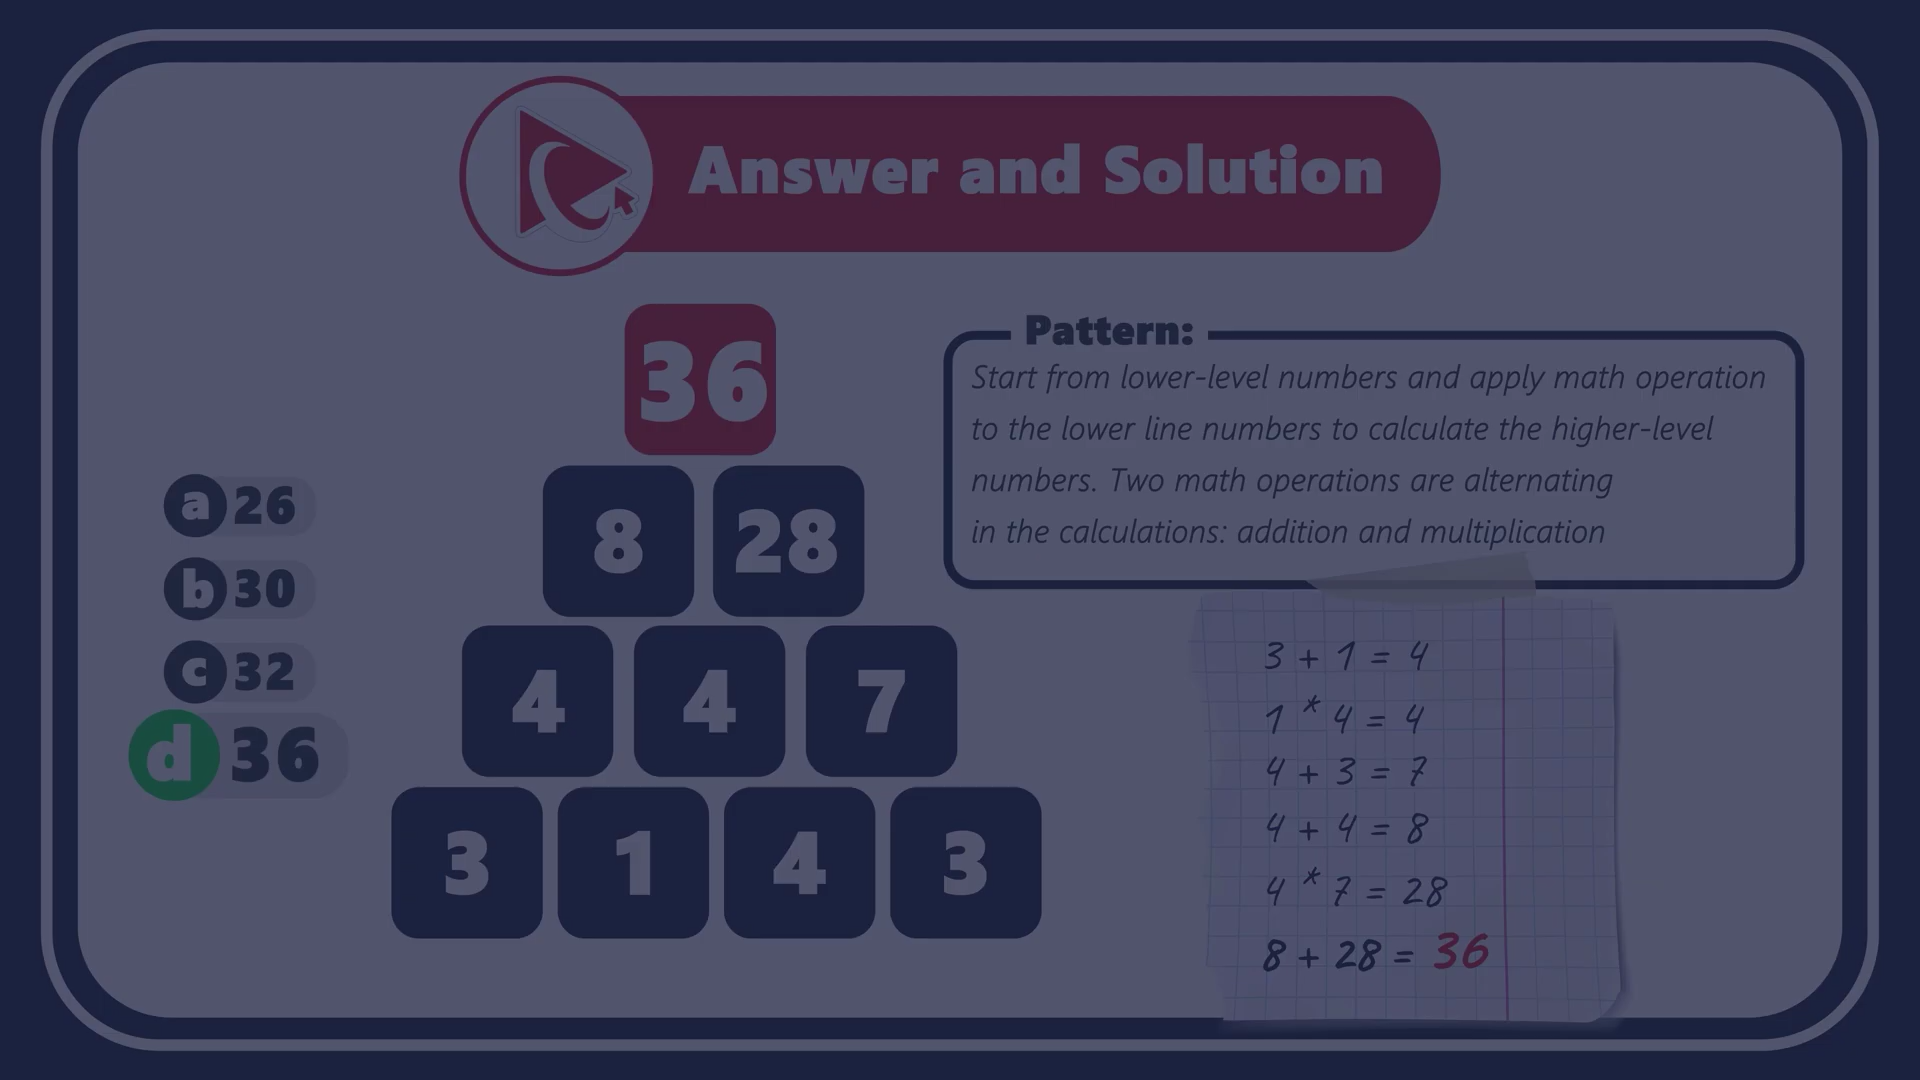 Answer and Solution
36
8 28
4 4 7
3 1 4 3
a 26
b 30
c 32
d 36
Pattern:
Start from lower-level numbers and apply math operation
to the lower line numbers to calculate the higher-level
numbers. Two math operations are alternating
in the calculations: addition and multiplication
3 + 1 = 4
1 * 4 = 4
4 + 3 = 7
4 + 4 = 8
4 * 7 = 28
8 + 28 = 36